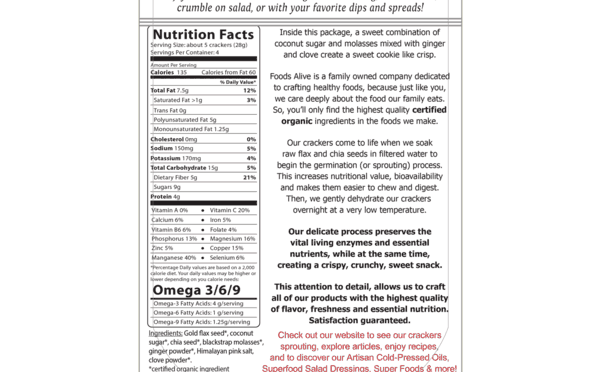 crumble on salad, or with your favorite dips and spreads!
Nutrition Facts
Serving Size: about 5 crackers (28g)
Servings Per Container: 4
Amount Per Serving
Calories 135 Calories from Fat 60
% Daily Value*
Total Fat 7.5g 12%
Saturated Fat >1g 3%
Trans Fat 0g
Polyunsaturated Fat 5g
Monounsaturated Fat 1.25g
Cholesterol 0mg 0%
Sodium 150mg 5%
Potassium 170mg 4%
Total Carbohydrate 15g 5%
Dietary Fiber 5g 21%
Sugars 9g
Protein 4g
Vitamin A 0% • Vitamin C 20%
Calcium 6% • Iron 5%
Vitamin B6 6% • Folate 4%
Phosphorus 13% • Magnesium 16%
Zinc 5% • Copper 15%
Manganese 40% • Selenium 6%
*Percentage Daily values are based on a 2,000
calorie diet. Your daily values may be higher or
lower depending on you calorie needs:
Omega 3/6/9
Omega-3 Fatty Acids: 4 g/serving
Omega-6 Fatty Acids: 1 g/serving
Omega-9 Fatty Acids: 1.25g/serving
Ingredients: Gold flax seed*, coconut
sugar*, chia seed*, blackstrap molasses*,
ginger powder*, Himalayan pink salt,
clove powder*.
*certified organic ingredient
Inside this package, a sweet combination of
coconut sugar and molasses mixed with ginger
and clove create a sweet cookie like crisp.
Foods Alive is a family owned company dedicated
to crafting healthy foods, because just like you,
we care deeply about the food our family eats.
So, you'll only find the highest quality certified
organic ingredients in the foods we make.
Our crackers come to life when we soak
raw flax and chia seeds in filtered water to
begin the germination (or sprouting) process.
This increases nutritional value, bioavailability
and makes them easier to chew and digest.
Then, we gently dehydrate our crackers
overnight at a very low temperature.
Our delicate process preserves the
vital living enzymes and essential
nutrients, while at the same time,
creating a crispy, crunchy, sweet snack.
This attention to detail, allows us to craft
all of our products with the highest quality
of flavor, freshness and essential nutrition.
Satisfaction guaranteed.
Check out our website to see our crackers
sprouting, explore articles, enjoy recipes,
and to discover our Artisan Cold-Pressed Oils,
Superfood Salad Dressings, Super Foods & more!